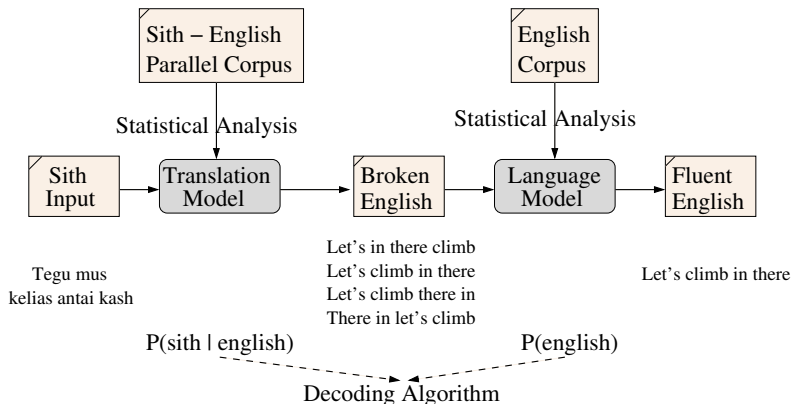 Sith – English
Parallel Corpus
English
Corpus
Statistical Analysis
Statistical Analysis
Sith
Input
Translation
Model
Broken
English
Language
Model
Fluent
English
Tegu mus
kelias antai kash
Let's in there climb
Let's climb in there
Let's climb there in
There in let's climb
Let's climb in there
P(sith | english)
P(english)
Decoding Algorithm